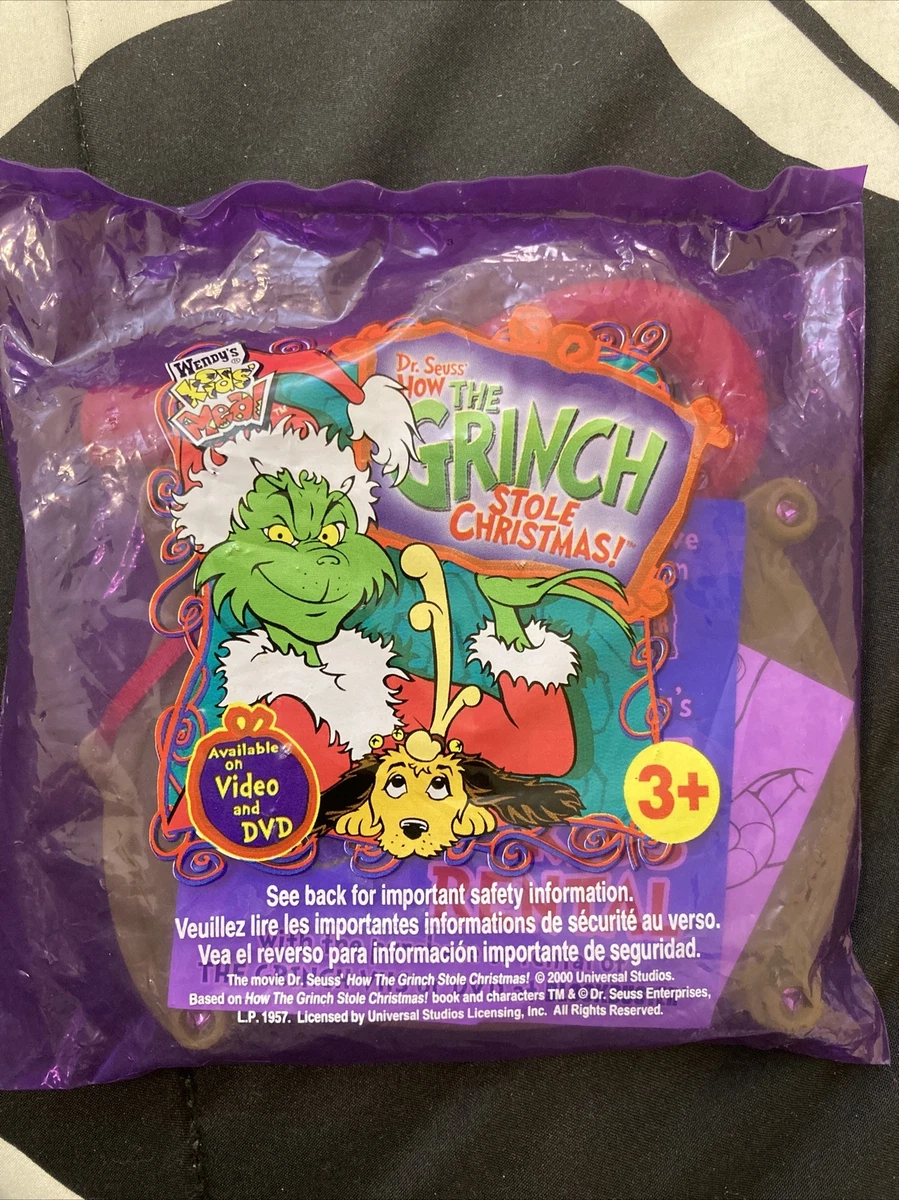 WENDY'S®
KIDS'
Meal™
Dr. Seuss'
HOW THE
GRINCH
STOLE
CHRISTMAS!™
Available
on
Video
and
DVD
3+
RENTAL
See back for important safety information.
Veuillez lire les importantes informations de sécurité au verso.
Vea el reverso para información importante de seguridad.
The movie Dr. Seuss' How The Grinch Stole Christmas! © 2000 Universal Studios.
Based on How The Grinch Stole Christmas! book and characters TM & © Dr. Seuss Enterprises,
L.P. 1957. Licensed by Universal Studios Licensing, Inc. All Rights Reserved.